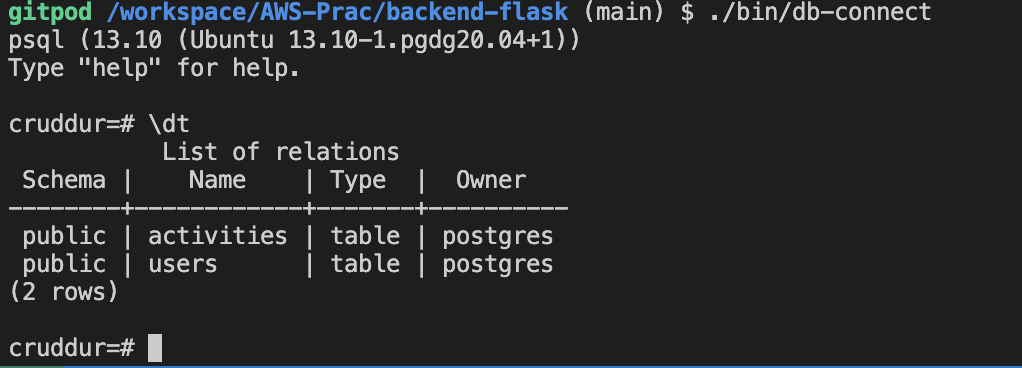 gitpod /workspace/AWS-Prac/backend-flask (main) $ ./bin/db-connect
psql (13.10 (Ubuntu 13.10-1.pgdg20.04+1))
Type "help" for help.

cruddur=# \dt
           List of relations
 Schema |    Name    | Type  |  Owner
--------+------------+-------+----------
 public | activities | table | postgres
 public | users      | table | postgres
(2 rows)

cruddur=#